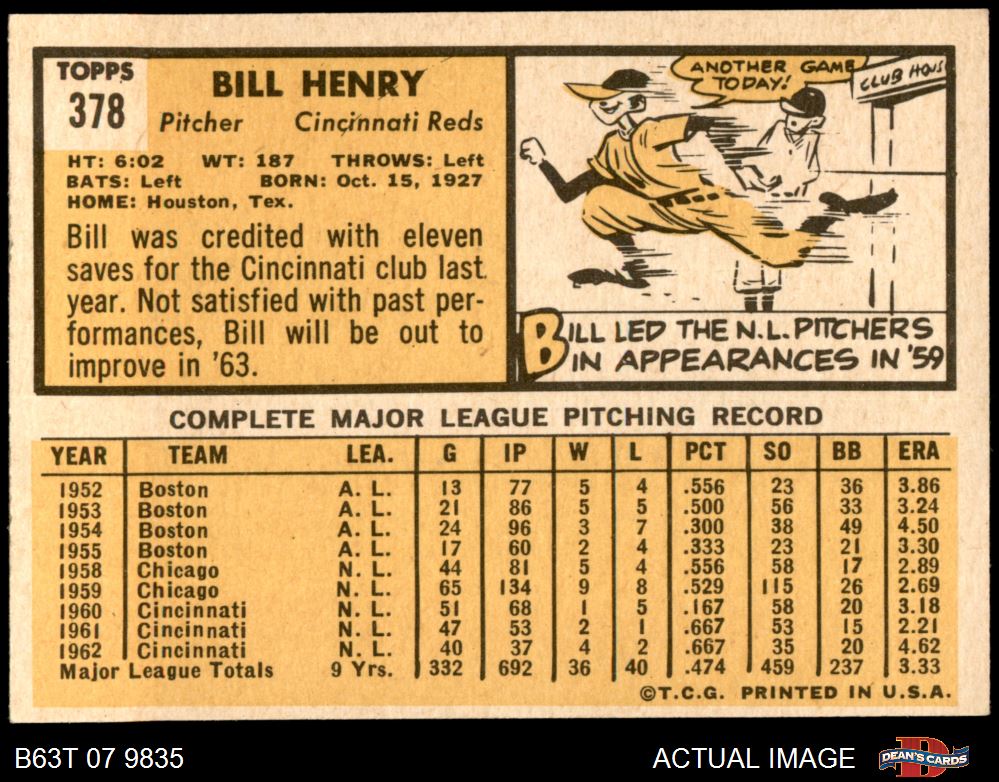 TOPPS
378
BILL HENRY
Pitcher Cincinnati Reds
HT: 6:02 WT: 187 THROWS: Left
BATS: Left BORN: Oct. 15, 1927
HOME: Houston, Tex.
Bill was credited with eleven
saves for the Cincinnati club last
year. Not satisfied with past per-
formances, Bill will be out to
improve in '63.
ANOTHER GAME
TODAY!
CLUB HOUS
BILL LED THE N.L. PITCHERS
IN APPEARANCES IN '59
COMPLETE MAJOR LEAGUE PITCHING RECORD
YEAR TEAM LEA. G IP W L PCT SO BB ERA
1952 Boston A. L. 13 77 5 4 .556 23 36 3.86
1953 Boston A. L. 21 86 5 5 .500 56 33 3.24
1954 Boston A. L. 24 96 3 7 .300 38 49 4.50
1955 Boston A. L. 17 60 2 4 .333 23 21 3.30
1958 Chicago N. L. 44 81 5 4 .556 58 17 2.89
1959 Chicago N. L. 65 134 9 8 .529 115 26 2.69
1960 Cincinnati N. L. 51 68 1 5 .167 58 20 3.18
1961 Cincinnati N. L. 47 53 2 1 .667 53 15 2.21
1962 Cincinnati N. L. 40 37 4 2 .667 35 20 4.62
Major League Totals 9 Yrs. 332 692 36 40 .474 459 237 3.33
©T.C.G. PRINTED IN U.S.A.
B63T 07 9835 ACTUAL IMAGE DEAN'S CARDS